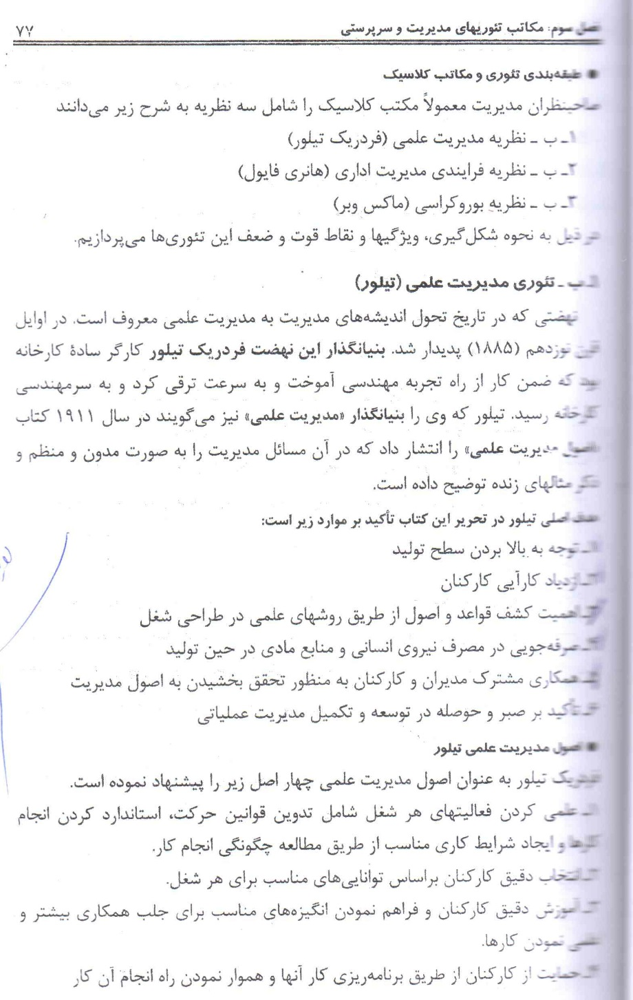 فصل سوم: مکاتب تئوریهای مدیریت و سرپرستی ۷۷
● طبقه‌بندی تئوری و مکاتب کلاسیک
صاحبنظران مدیریت معمولاً مکتب کلاسیک را شامل سه نظریه به شرح زیر می‌دانند
۱ـ ب ـ نظریه مدیریت علمی (فردریک تیلور)
۲ـ ب ـ نظریه فرایندی مدیریت اداری (هانری فایول)
۳ـ ب ـ نظریه بوروکراسی (ماکس وبر)
در ذیل به نحوه شکل‌گیری، ویژگیها و نقاط قوت و ضعف این تئوری‌ها می‌پردازیم.
۱ـ ب ـ تئوری مدیریت علمی (تیلور)
نهضتی که در تاریخ تحول اندیشه‌های مدیریت به مدیریت علمی معروف است. در اوایل
قرن نوزدهم (۱۸۸۵) پدیدار شد. بنیانگذار این نهضت فردریک تیلور کارگر سادهٔ کارخانه
بود که ضمن کار از راه تجربه مهندسی آموخت و به سرعت ترقی کرد و به سرمهندسی
کارخانه رسید. تیلور که وی را بنیانگذار «مدیریت علمی» نیز می‌گویند در سال ۱۹۱۱ کتاب
«اصول مدیریت علمی» را انتشار داد که در آن مسائل مدیریت را به صورت مدون و منظم و
ذکر مثالهای زنده توضیح داده است.
هدف اصلی تیلور در تحریر این کتاب تأکید بر موارد زیر است:
۱ـ توجه به بالا بردن سطح تولید
۲ـ ازدیاد کارآیی کارکنان
۳ـ اهمیت کشف قواعد و اصول از طریق روشهای علمی در طراحی شغل
۴ـ صرفه‌جویی در مصرف نیروی انسانی و منابع مادی در حین تولید
۵ـ همکاری مشترک مدیران و کارکنان به منظور تحقق بخشیدن به اصول مدیریت
۶ـ تأکید بر صبر و حوصله در توسعه و تکمیل مدیریت عملیاتی
● اصول مدیریت علمی تیلور
فردریک تیلور به عنوان اصول مدیریت علمی چهار اصل زیر را پیشنهاد نموده است.
۱ـ علمی کردن فعالیتهای هر شغل شامل تدوین قوانین حرکت، استاندارد کردن انجام
کارها و ایجاد شرایط کاری مناسب از طریق مطالعه چگونگی انجام کار.
۲ـ انتخاب دقیق کارکنان براساس توانایی‌های مناسب برای هر شغل.
۳ـ آموزش دقیق کارکنان و فراهم نمودن انگیزه‌های مناسب برای جلب همکاری بیشتر و
علمی نمودن کارها.
۴ـ حمایت از کارکنان از طریق برنامه‌ریزی کار آنها و هموار نمودن راه انجام آن کار